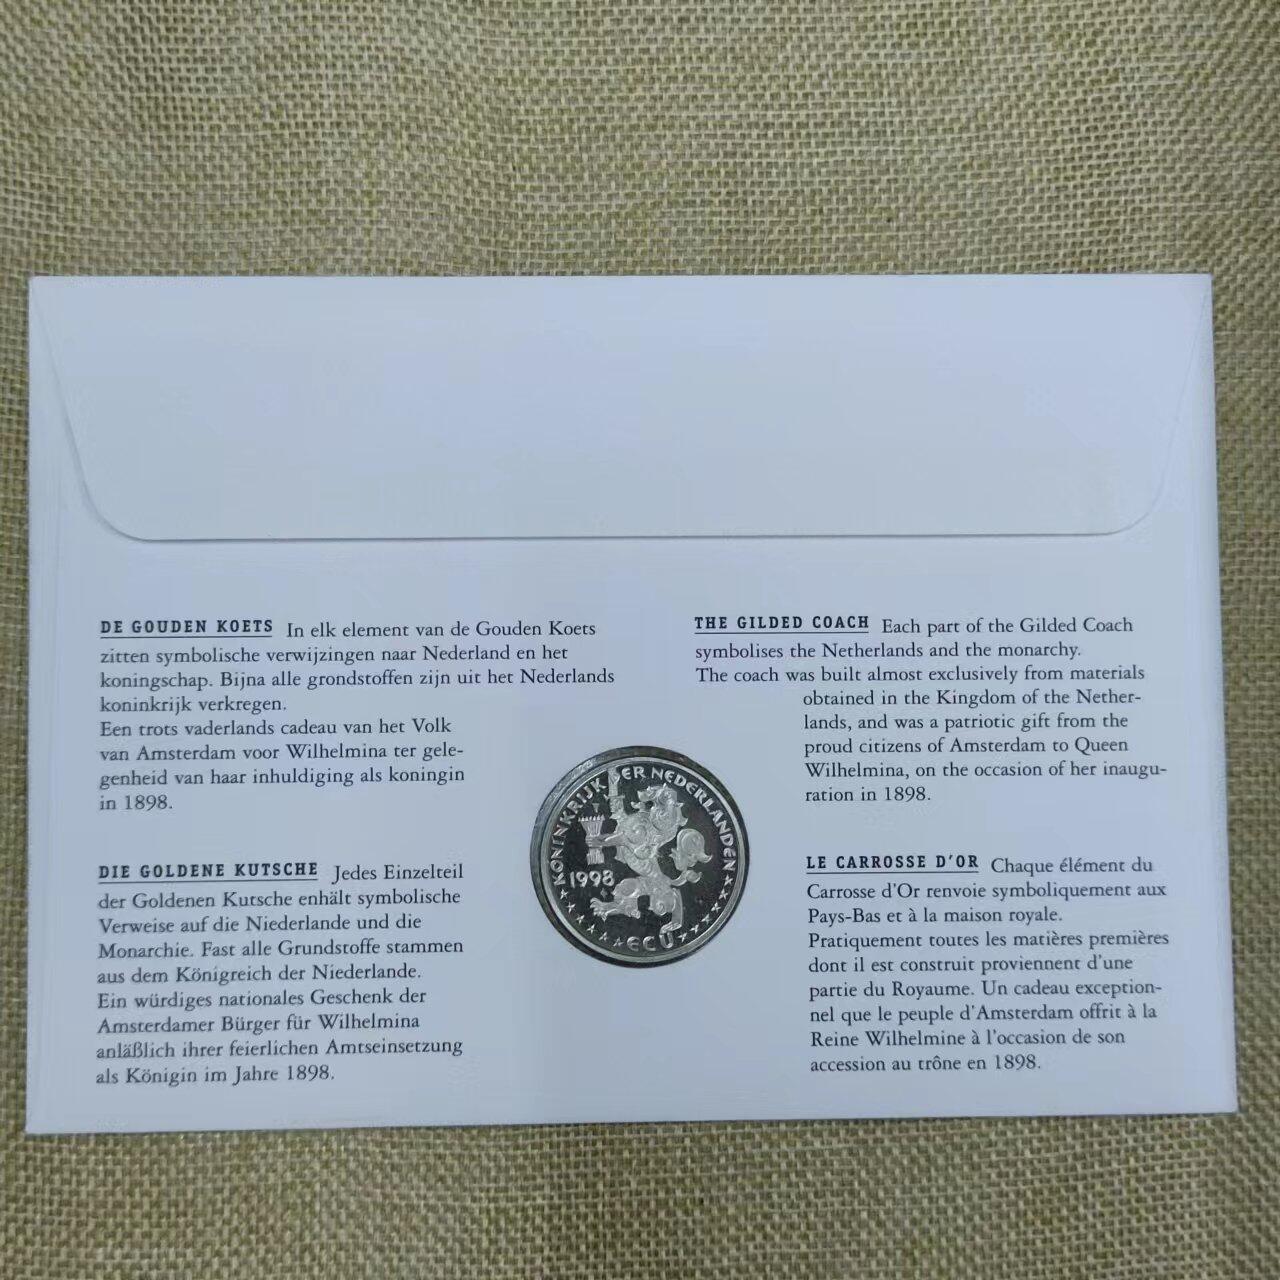 DE GOUDEN KOETS In elk element van de Gouden Koets
zitten symbolische verwijzingen naar Nederland en het
koningschap. Bijna alle grondstoffen zijn uit het Nederlands
koninkrijk verkregen.
Een trots vaderlands cadeau van het Volk
van Amsterdam voor Wilhelmina ter gele-
genheid van haar inhuldiging als koningin
in 1898.
DIE GOLDENE KUTSCHE Jedes Einzelteil
der Goldenen Kutsche enhält symbolische
Verweise auf die Niederlande und die
Monarchie. Fast alle Grundstoffe stammen
aus dem Königreich der Niederlande.
Ein würdiges nationales Geschenk der
Amsterdamer Bürger für Wilhelmina
anläßlich ihrer feierlichen Amtseinsetzung
als Königin im Jahre 1898.
KONINKRIJK DER NEDERLANDEN
1998
ECU
THE GILDED COACH Each part of the Gilded Coach
symbolises the Netherlands and the monarchy.
The coach was built almost exclusively from materials
obtained in the Kingdom of the Nether-
lands, and was a patriotic gift from the
proud citizens of Amsterdam to Queen
Wilhelmina, on the occasion of her inaugu-
ration in 1898.
LE CARROSSE D'OR Chaque élément du
Carrosse d'Or renvoie symboliquement aux
Pays-Bas et à la maison royale.
Pratiquement toutes les matières premières
dont il est construit proviennent d'une
partie du Royaume. Un cadeau exception-
nel que le peuple d'Amsterdam offrit à la
Reine Wilhelmine à l'occasion de son
accession au trône en 1898.